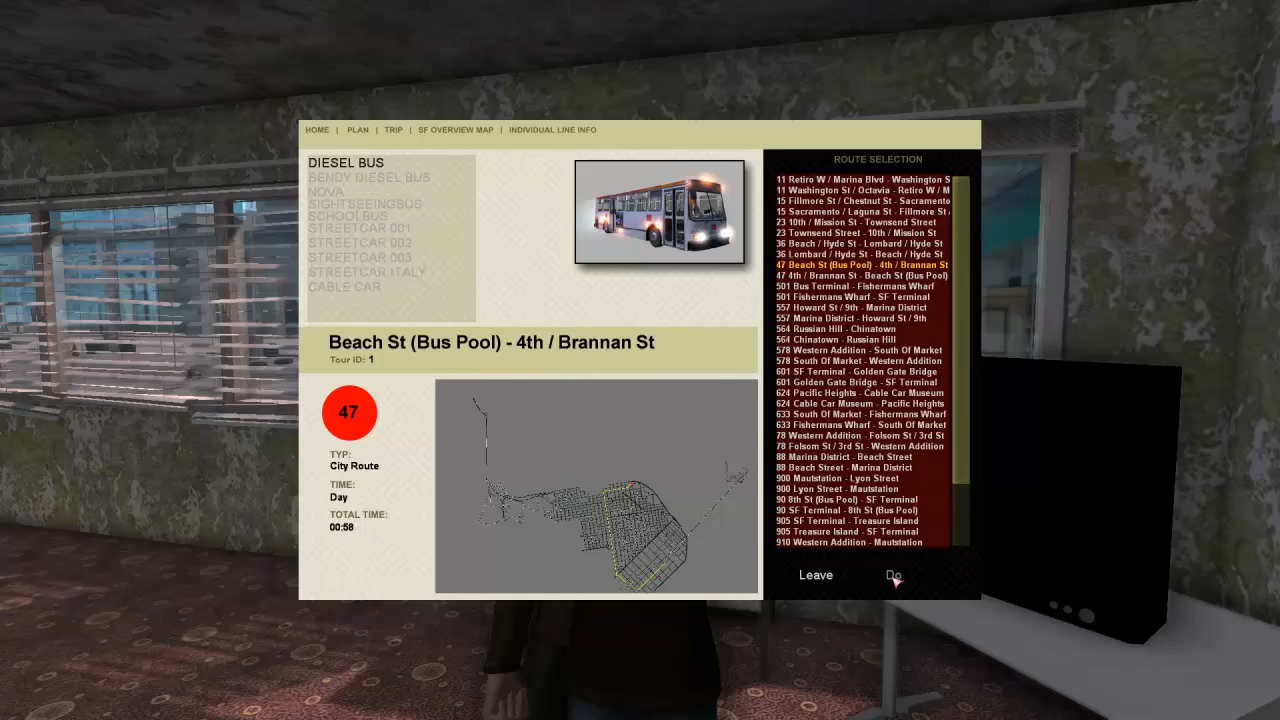 HOME | PLAN | TRIP | SF OVERVIEW MAP | INDIVIDUAL LINE INFO
DIESEL BUS
BENDY DIESEL BUS
NOVA
SIGHTSEEINGBUS
SCHOOLBUS
STREETCAR 001
STREETCAR 002
STREETCAR 003
STREETCAR ITALY
CABLE CAR
Beach St (Bus Pool) - 4th / Brannan St
Tour ID: 1
47
TYP:
City Route
TIME:
Day
TOTAL TIME:
00:58
ROUTE SELECTION
11 Retiro W / Marina Blvd - Washington S
11 Washington St / Octavia - Retiro W / M
15 Fillmore St / Chestnut St - Sacramento
15 Sacramento / Laguna St - Fillmore St /
23 10th / Mission St - Townsend Street
23 Townsend Street - 10th / Mission St
36 Beach / Hyde St - Lombard / Hyde St
36 Lombard / Hyde St - Beach / Hyde St
47 Beach St (Bus Pool) - 4th / Brannan St
47 4th / Brannan St - Beach St (Bus Pool)
501 Bus Terminal - Fishermans Wharf
501 Fishermans Wharf - SF Terminal
557 Howard St / 9th - Marina District
557 Marina District - Howard St / 9th
564 Russian Hill - Chinatown
564 Chinatown - Russian Hill
578 Western Addition - South Of Market
578 South Of Market - Western Addition
601 SF Terminal - Golden Gate Bridge
601 Golden Gate Bridge - SF Terminal
624 Pacific Heights - Cable Car Museum
624 Cable Car Museum - Pacific Heights
633 South Of Market - Fishermans Wharf
633 Fishermans Wharf - South Of Market
78 Western Addition - Folsom St / 3rd St
78 Folsom St / 3rd St - Western Addition
88 Marina District - Beach Street
88 Beach Street - Marina District
900 Mautstation - Lyon Street
900 Lyon Street - Mautstation
90 8th St (Bus Pool) - SF Terminal
90 SF Terminal - 8th St (Bus Pool)
905 SF Terminal - Treasure Island
905 Treasure Island - SF Terminal
910 Western Addition - Mautstation
Leave Do